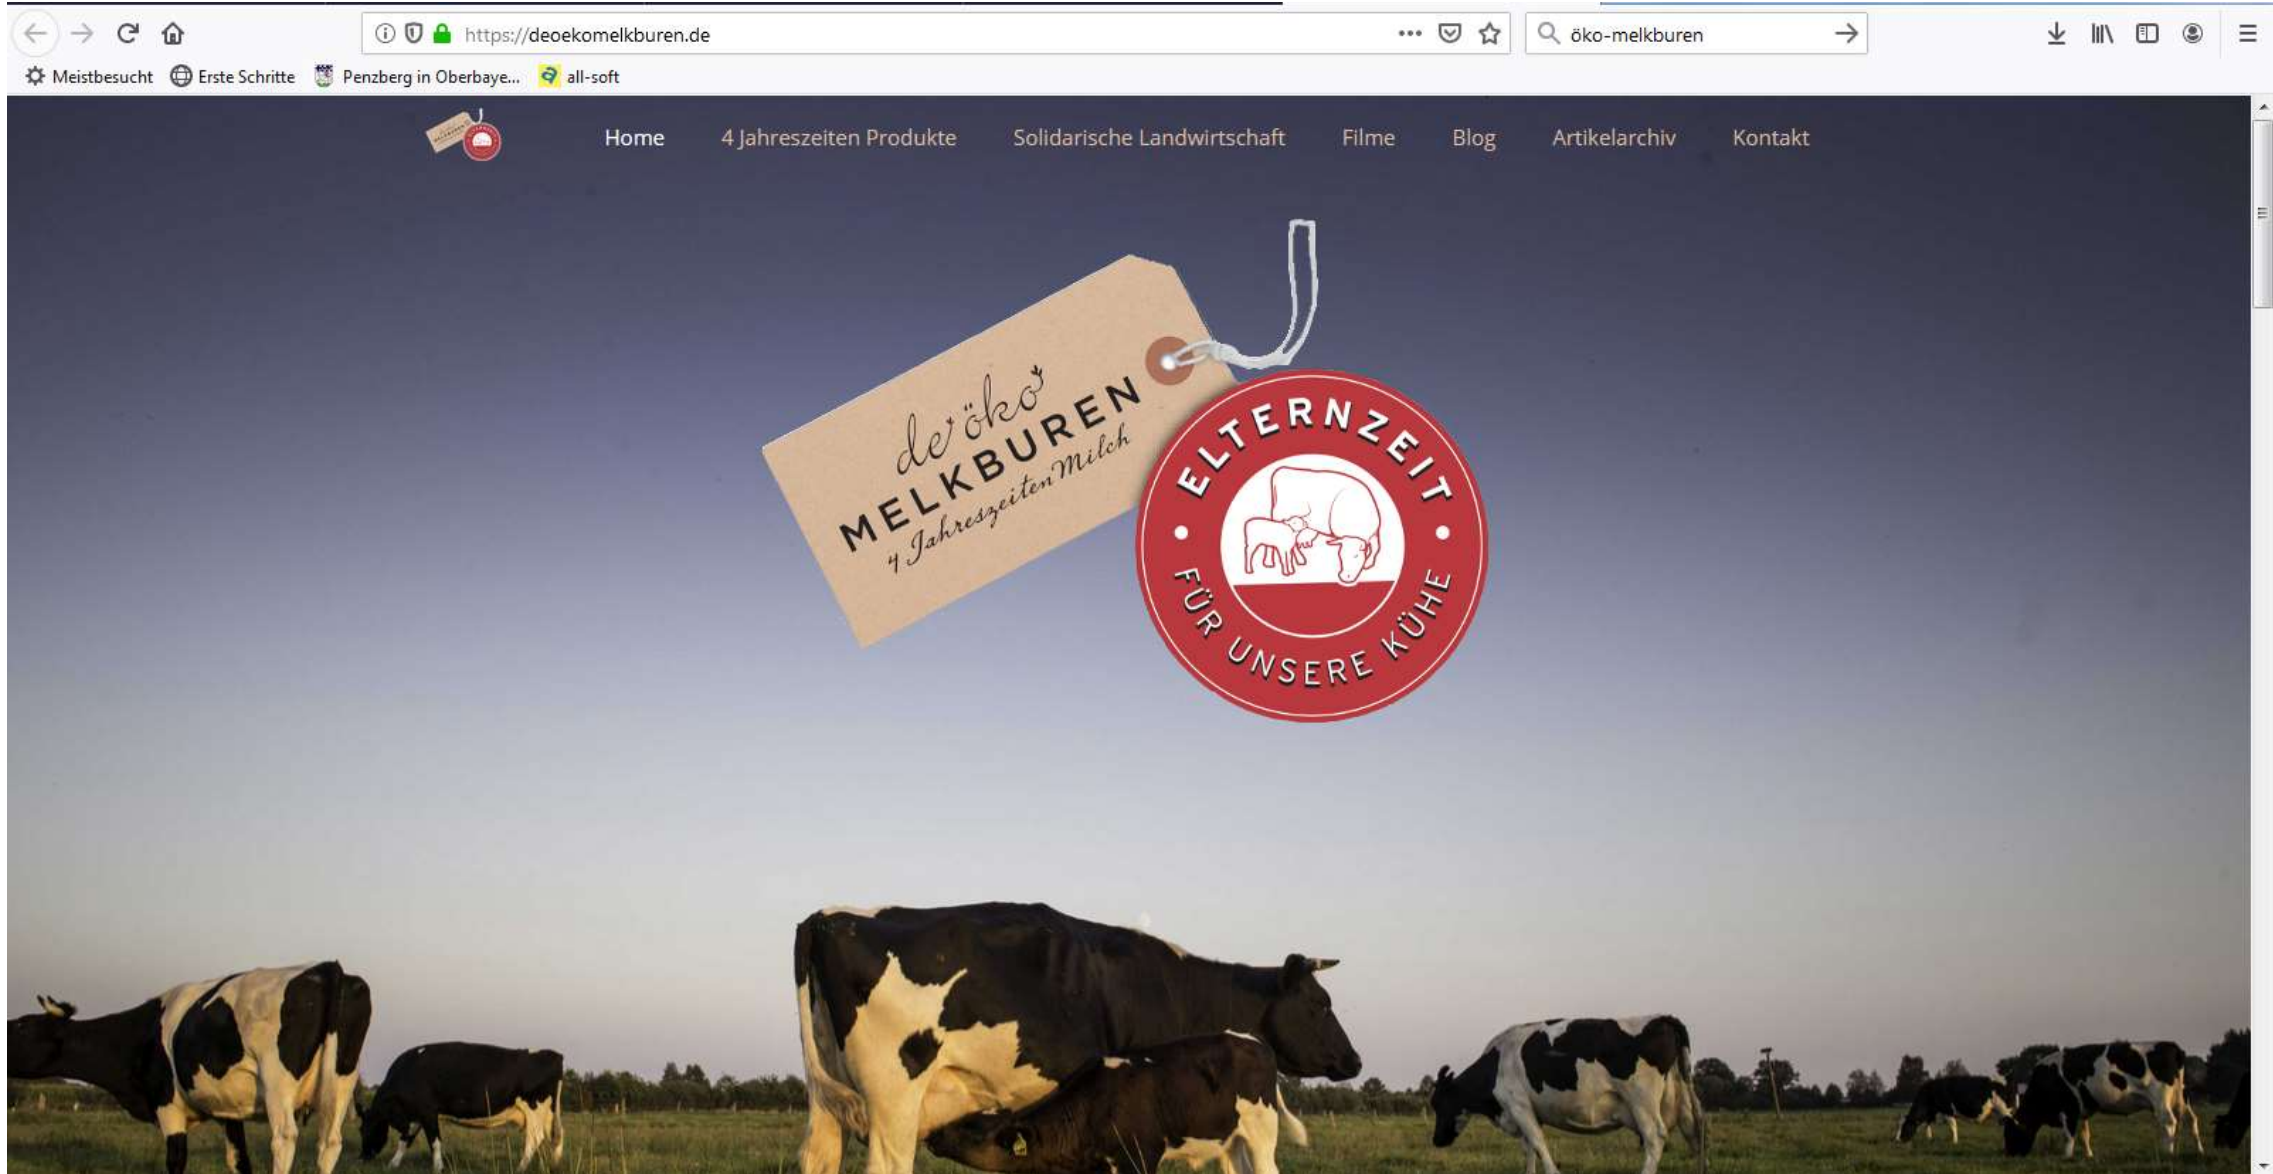 https://deoekomelkburen.de
öko-melkburen
Meistbesucht Erste Schritte Penzberg in Oberbaye... all-soft
Home 4 Jahreszeiten Produkte Solidarische Landwirtschaft Filme Blog Artikelarchiv Kontakt
de öko
MELKBUREN
4 Jahreszeiten Milch
ELTERNZEIT
FÜR UNSERE KÜHE